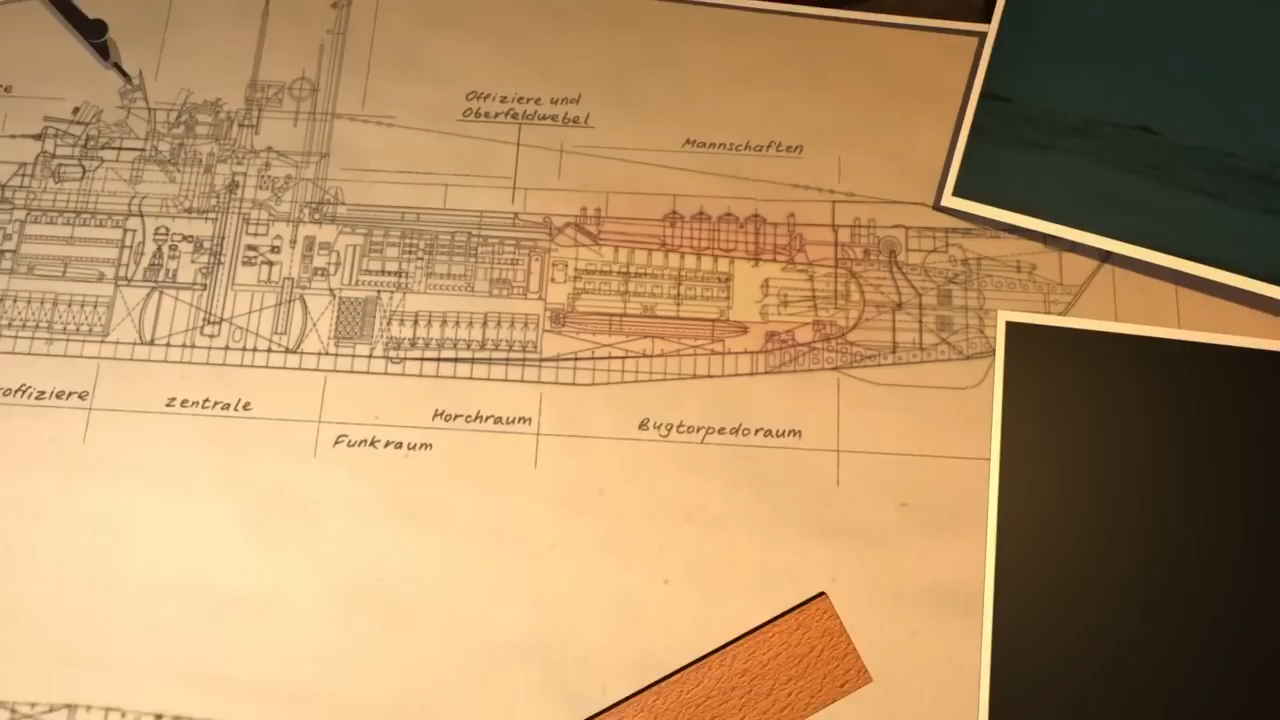 Offiziere und
Oberfeldwebel
Mannschaften
offiziere
zentrale
Horchraum
Funkraum
Bugtorpedoraum